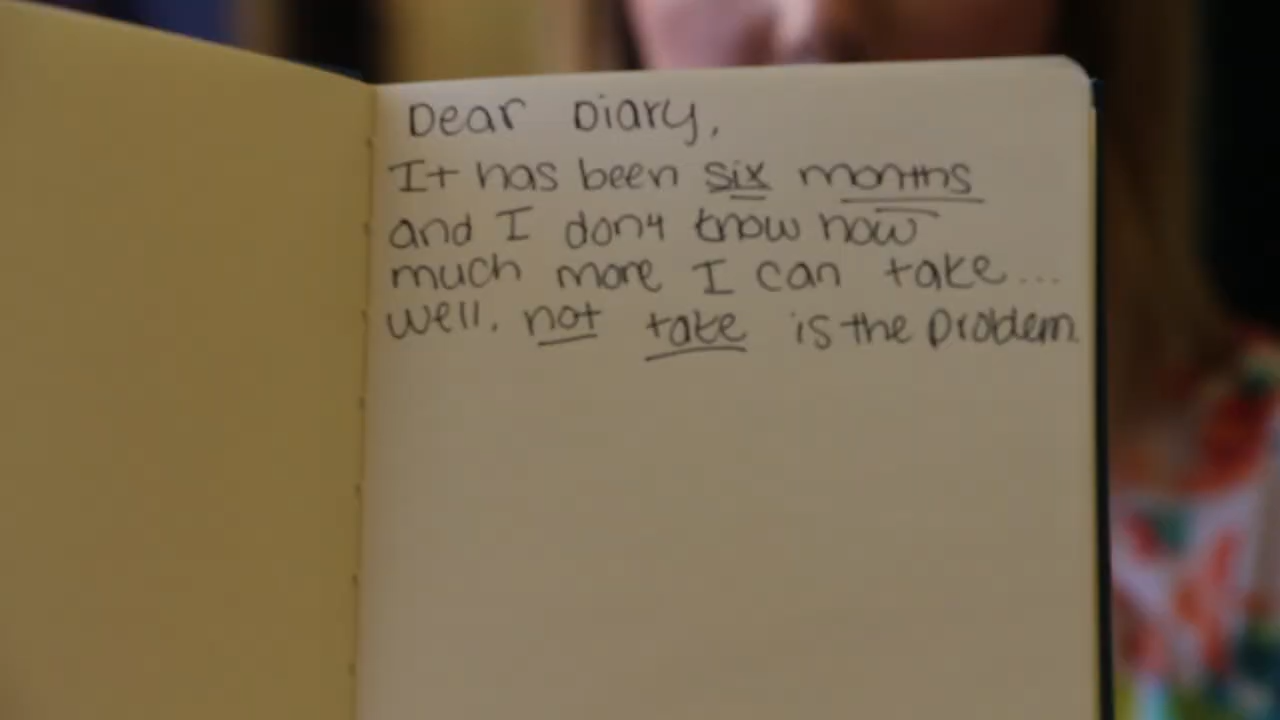 Dear Diary,
It has been six months
and I don't know how
much more I can take...
well, not take is the problem.